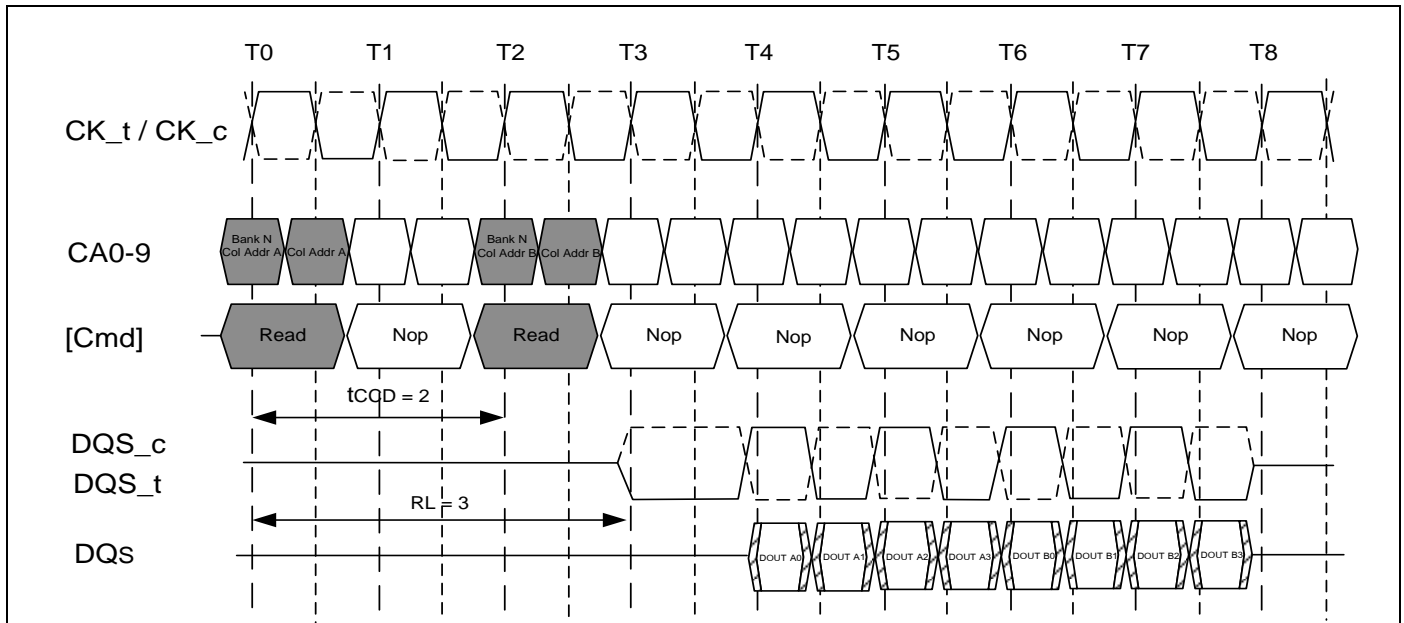 T0 T1 T2 T3 T4 T5 T6 T7 T8
CK_t / CK_c
CA0-9
Bank N
Col Addr A
Col Addr A
Bank N
Col Addr B
Col Addr B
[Cmd]
Read Nop Read Nop Nop Nop Nop Nop Nop
tCCD = 2
DQS_c
DQS_t
RL = 3
DQs
DOUT A0 DOUT A1 DOUT A2 DOUT A3 DOUT B0 DOUT B1 DOUT B2 DOUT B3